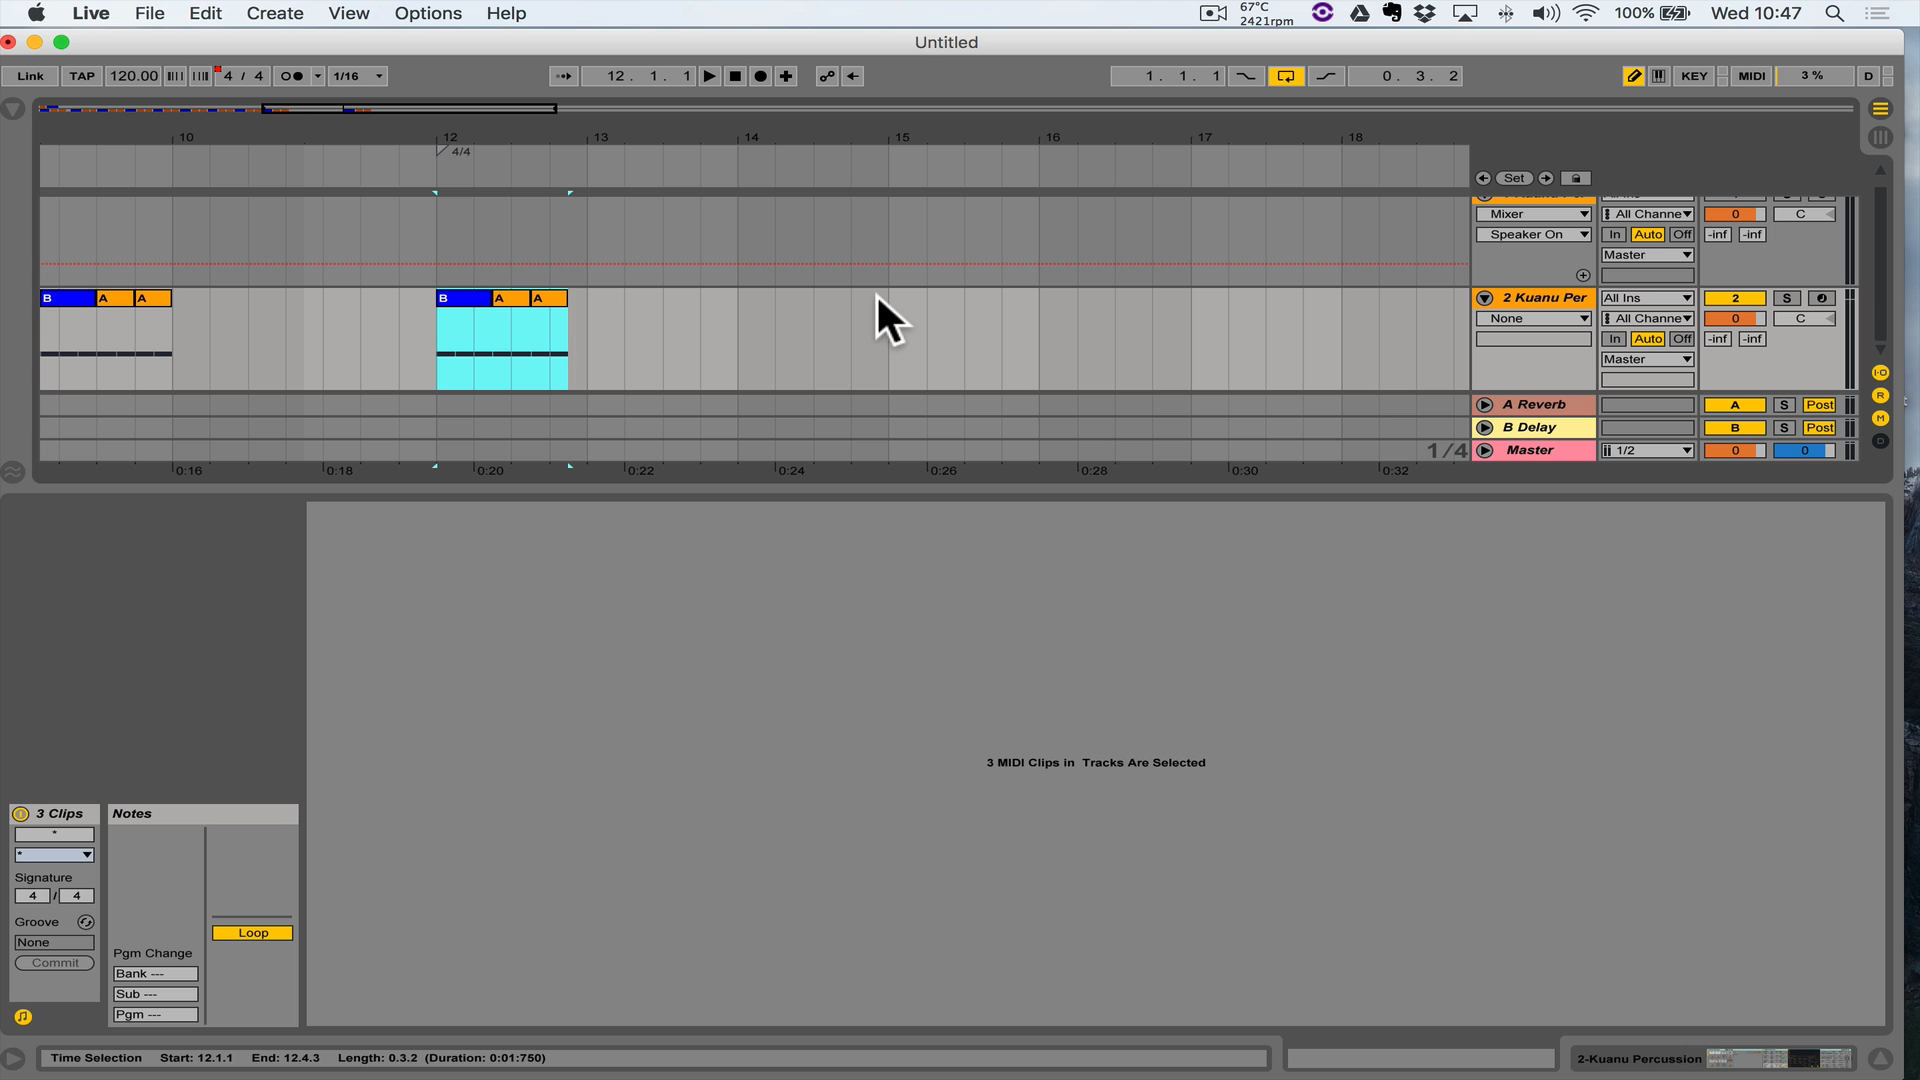 Live File Edit Create View Options Help 67°C 2421rpm 100% Wed 10:47
Untitled
Link TAP 120.00 4 / 4 1/16 12. 1. 1 1. 1. 1 0. 3. 2 KEY MIDI 3 % D
10 12 13 14 15 16 17 18
4/4
Set
Mixer All Channe 0 C
Speaker On In Auto Off -inf -inf
Master
B A A B A A 2 Kuanu Per All Ins 2 S
None All Channe 0 C
In Auto Off -inf -inf
Master
I·O
R
M
D
A Reverb A S Post
B Delay B S Post
1/4 Master 1/2 0 0
0:16 0:18 0:20 0:22 0:24 0:26 0:28 0:30 0:32
3 MIDI Clips in Tracks Are Selected
3 Clips Notes
*
*
Signature
4 / 4
Groove
None
Commit
Loop
Pgm Change
Bank ---
Sub ---
Pgm ---
Time Selection Start: 12.1.1 End: 12.4.3 Length: 0.3.2 (Duration: 0:01:750) 2-Kuanu Percussion